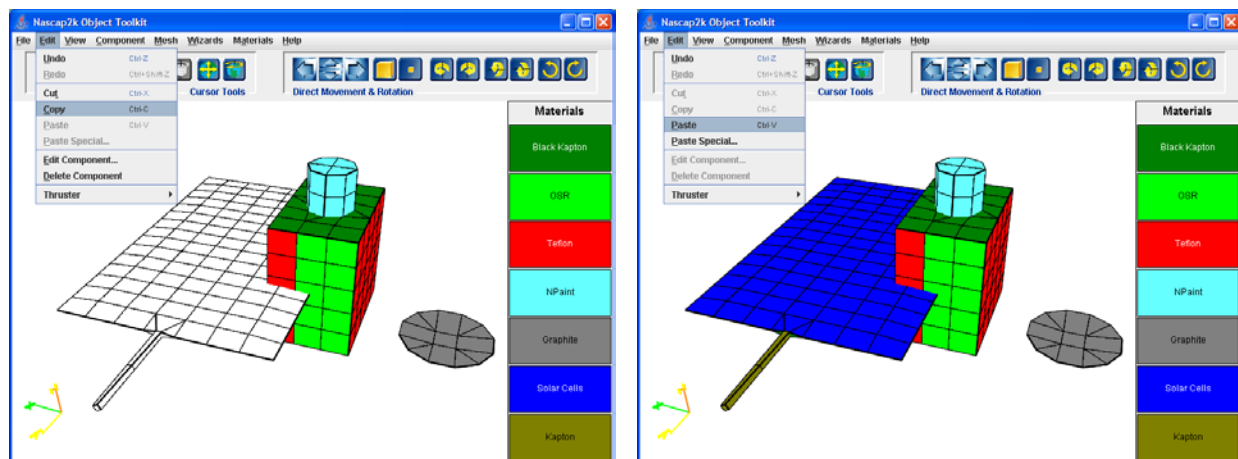 Nascap2k Object Toolkit
File Edit View Component Mesh Wizards Materials Help
Undo Ctrl-Z
Redo Ctrl+Shift-Z
Cut Ctrl-X
Copy Ctrl-C
Paste Ctrl-V
Paste Special...
Edit Component...
Delete Component
Thruster
Cursor Tools
Direct Movement & Rotation
Materials
Black Kapton
OSR
Teflon
NPaint
Graphite
Solar Cells
Kapton
Nascap2k Object Toolkit
File Edit View Component Mesh Wizards Materials Help
Undo Ctrl-Z
Redo Ctrl+Shift-Z
Cut Ctrl-X
Copy Ctrl-C
Paste Ctrl-V
Paste Special...
Edit Component...
Delete Component
Thruster
Cursor Tools
Direct Movement & Rotation
Materials
Black Kapton
OSR
Teflon
NPaint
Graphite
Solar Cells
Kapton